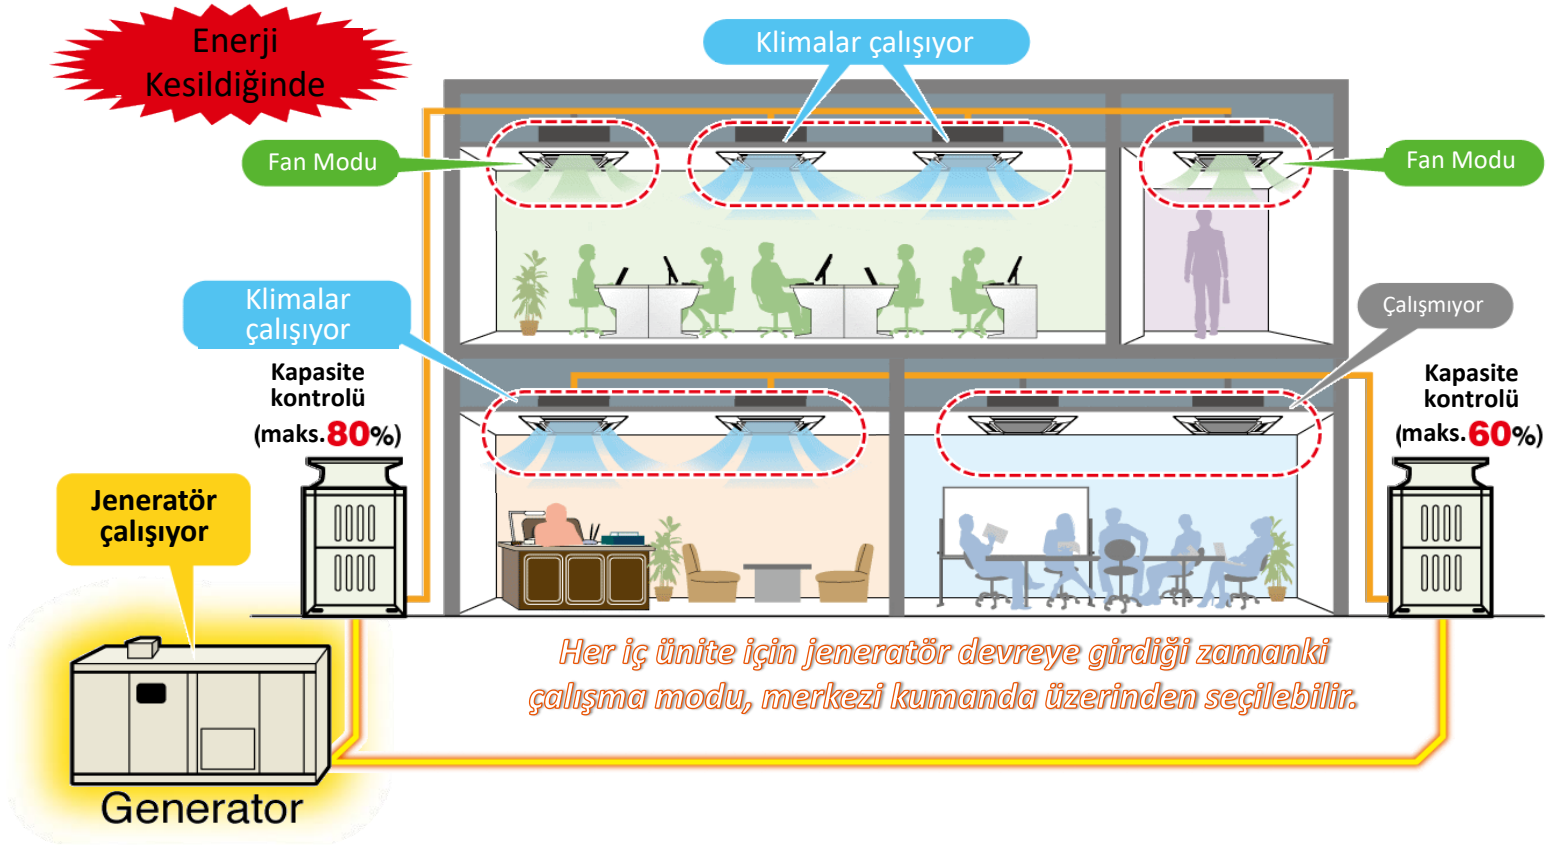 Enerji
Kesildiğinde
Klimalar çalışıyor
Fan Modu
Fan Modu
Klimalar
çalışıyor
Çalışmıyor
Kapasite
kontrolü
(maks.80%)
Kapasite
kontrolü
(maks.60%)
Jeneratör
çalışıyor
Her iç ünite için jeneratör devreye girdiği zamanki
çalışma modu, merkezi kumanda üzerinden seçilebilir.
Generator